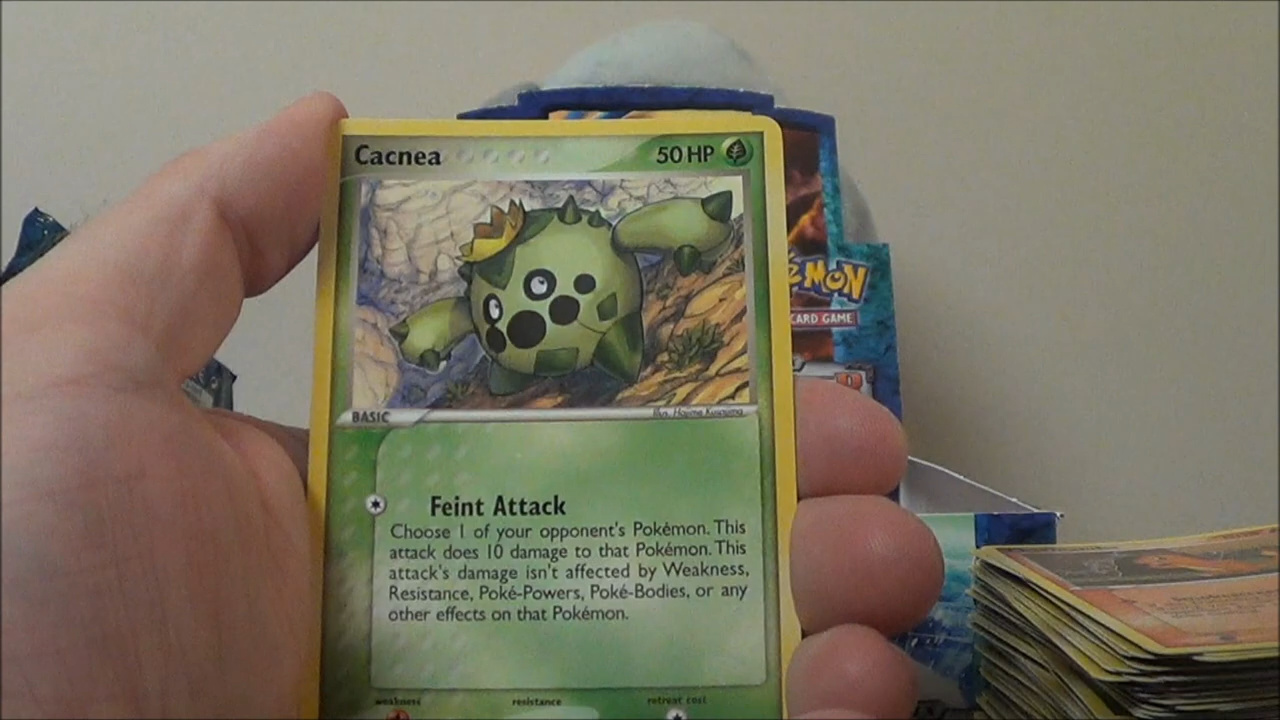 Cacnea 50 HP
BASIC
Illus. Hajime Kusajima
Feint Attack
Choose 1 of your opponent's Pokémon. This
attack does 10 damage to that Pokémon. This
attack's damage isn't affected by Weakness,
Resistance, Poké-Powers, Poké-Bodies, or any
other effects on that Pokémon.
weakness resistance retreat cost
éMON
CARD GAME